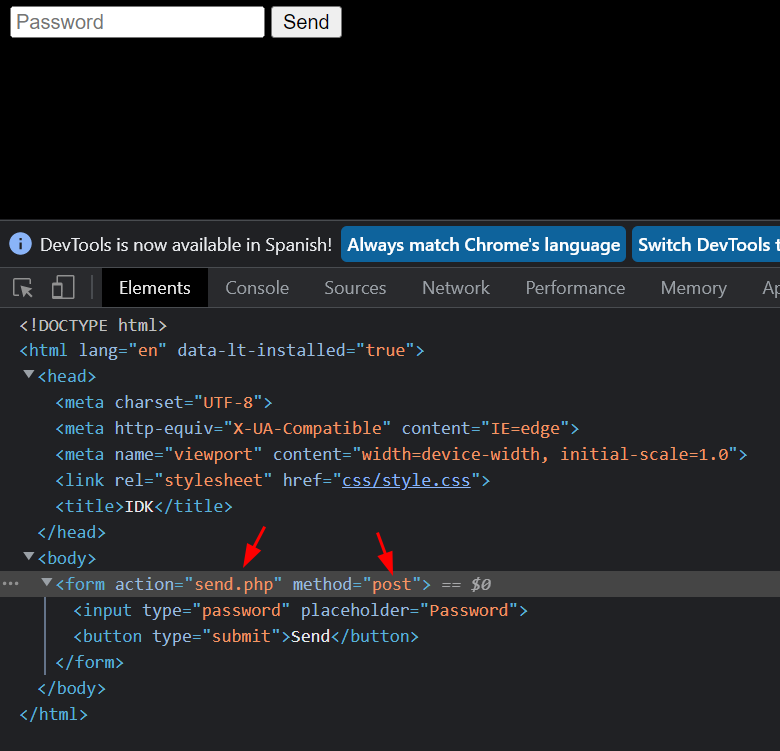 Password Send
DevTools is now available in Spanish! Always match Chrome's language Switch DevTools t
Elements Console Sources Network Performance Memory Ap
<!DOCTYPE html>
<html lang="en" data-lt-installed="true">
<head>
<meta charset="UTF-8">
<meta http-equiv="X-UA-Compatible" content="IE=edge">
<meta name="viewport" content="width=device-width, initial-scale=1.0">
<link rel="stylesheet" href="css/style.css">
<title>IDK</title>
</head>
<body>
<form action="send.php" method="post"> == $0
<input type="password" placeholder="Password">
<button type="submit">Send</button>
</form>
</body>
</html>